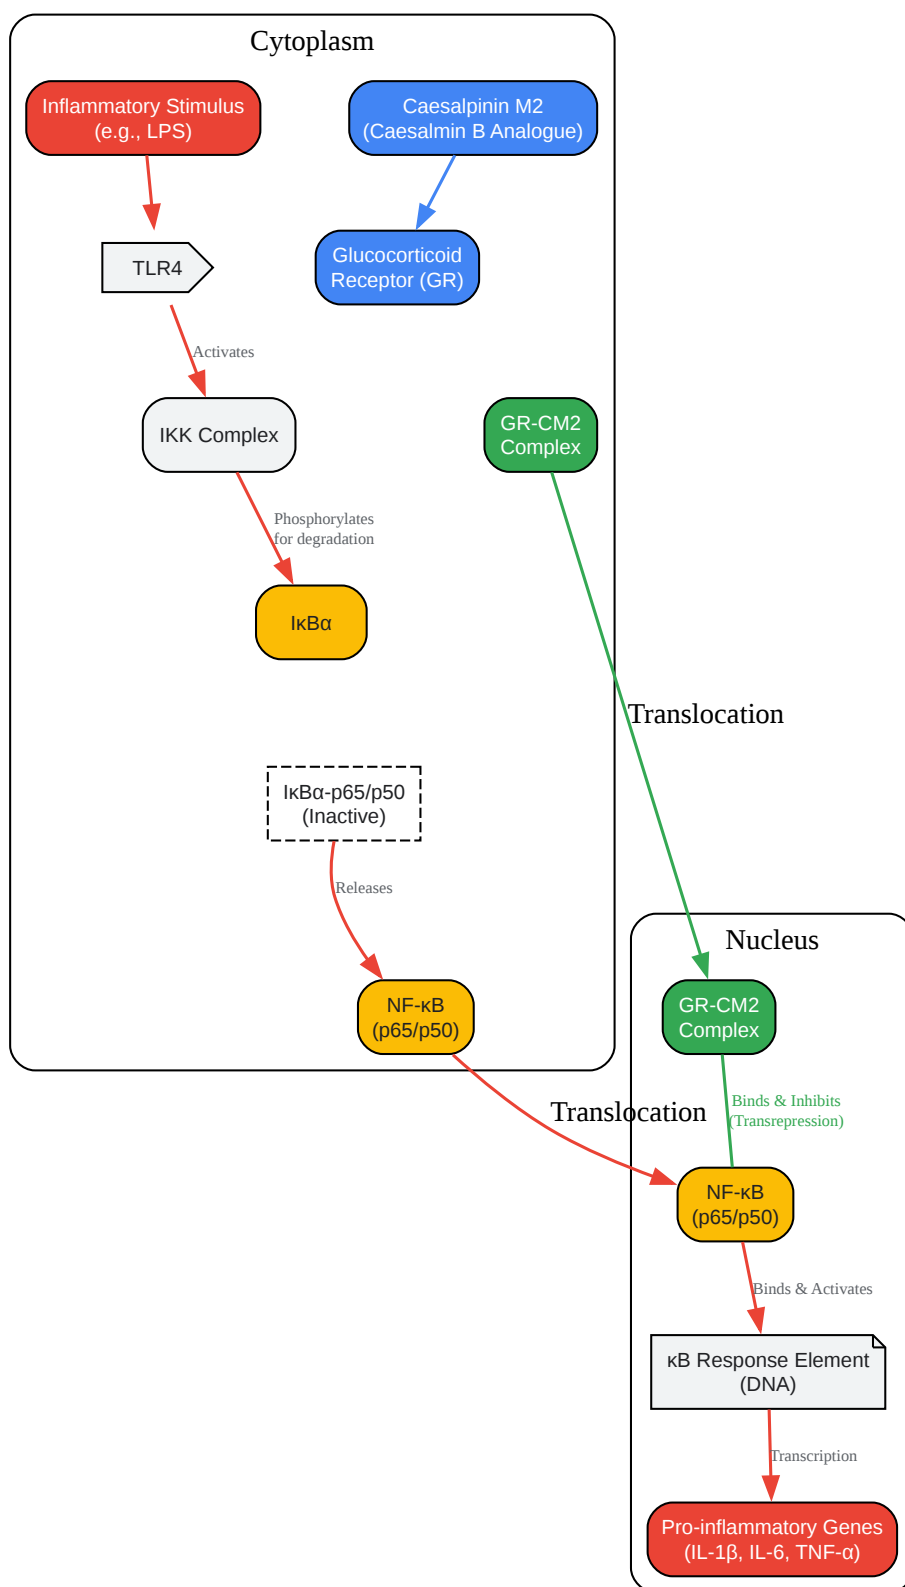 Cytoplasm
Inflammatory Stimulus
(e.g., LPS)
Caesalpinin M2
(Caesalmin B Analogue)
TLR4
Glucocorticoid
Receptor (GR)
Activates
IKK Complex
GR-CM2
Complex
Phosphorylates
for degradation
IκBα
Translocation
IκBα-p65/p50
(Inactive)
Releases
Nucleus
NF-κB
(p65/p50)
GR-CM2
Complex
Translocation
Binds & Inhibits
(Transrepression)
NF-κB
(p65/p50)
Binds & Activates
κB Response Element
(DNA)
Transcription
Pro-inflammatory Genes
(IL-1β, IL-6, TNF-α)